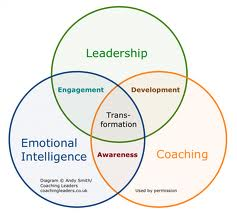 Leadership
Engagement
Development
Trans-
formation
Emotional
Intelligence
Awareness
Coaching
Diagram © Andy Smith/
Coaching Leaders
coachingleaders.co.uk
Used by permission